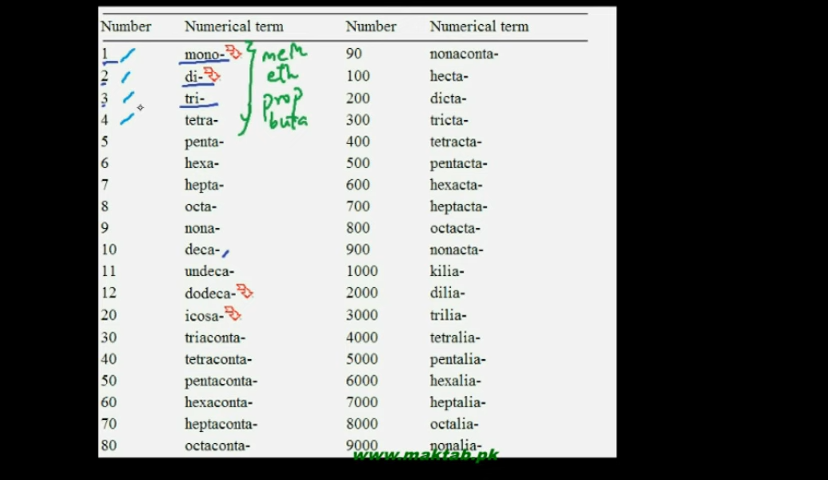 Number Numerical term Number Numerical term
1 mono- meth 90 nonaconta-
2 di- eth 100 hecta-
3 tri- prop 200 dicta-
4 tetra- buta 300 tricta-
5 penta- 400 tetracta-
6 hexa- 500 pentacta-
7 hepta- 600 hexacta-
8 octa- 700 heptacta-
9 nona- 800 octacta-
10 deca- 900 nonacta-
11 undeca- 1000 kilia-
12 dodeca- 2000 dilia-
20 icosa- 3000 trilia-
30 triaconta- 4000 tetralia-
40 tetraconta- 5000 pentalia-
50 pentaconta- 6000 hexalia-
60 hexaconta- 7000 heptalia-
70 heptaconta- 8000 octalia-
80 octaconta- 9000 nonalia-
www.maktab.pk